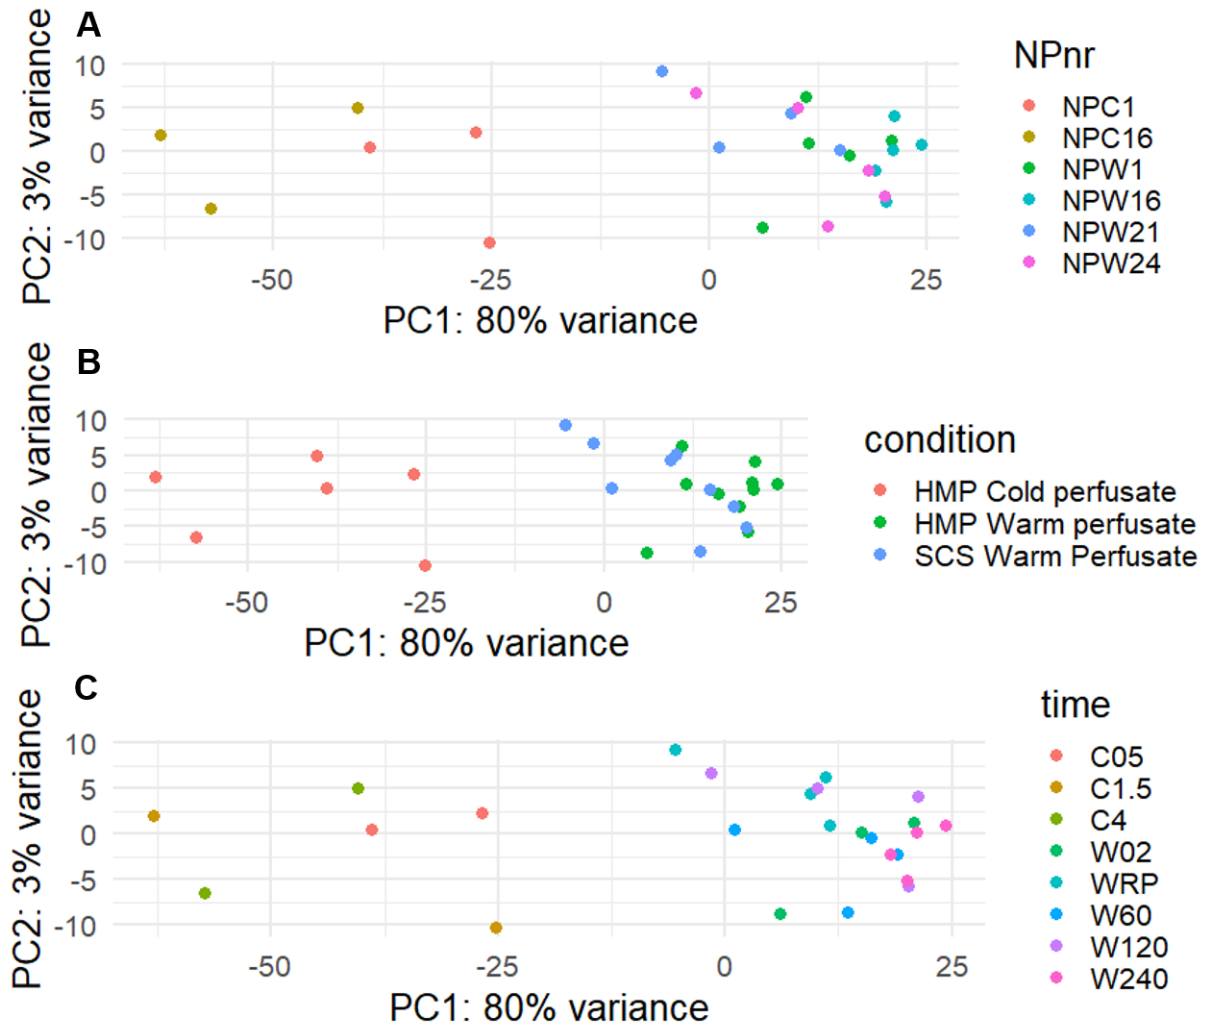 A
PC2: 3% variance
10
5
0
-5
-10
-50
-25
0
25
PC1: 80% variance
NPnr
NPC1
NPC16
NPW1
NPW16
NPW21
NPW24
B
PC2: 3% variance
10
5
0
-5
-10
-50
-25
0
25
PC1: 80% variance
condition
HMP Cold perfusate
HMP Warm perfusate
SCS Warm Perfusate
C
PC2: 3% variance
10
5
0
-5
-10
-50
-25
0
25
PC1: 80% variance
time
C05
C1.5
C4
W02
WRP
W60
W120
W240